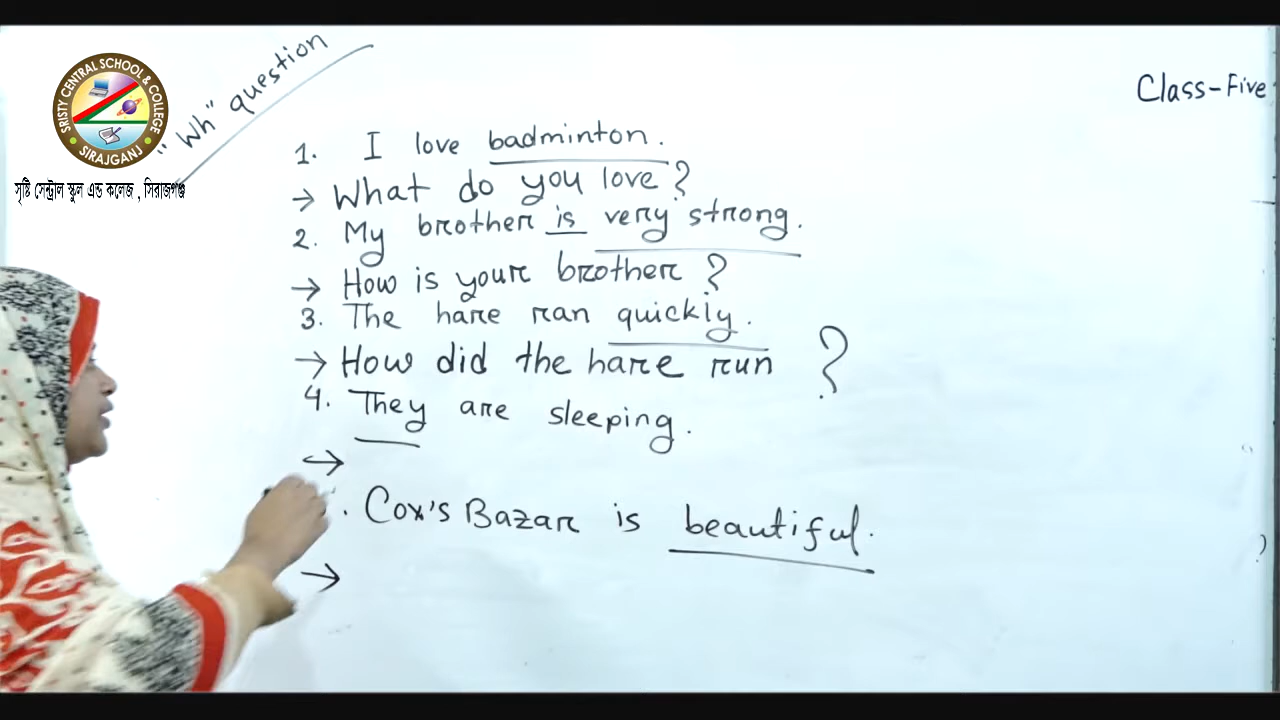 SRISTY CENTRAL SCHOOL & COLLEGE
SIRAJGANJ
সৃষ্টি সেন্ট্রাল স্কুল এন্ড কলেজ , সিরাজগঞ্জ
"Wh" question
Class-Five
1. I love badminton.
→ What do you love?
2. My brother is very strong.
→ How is your brother?
3. The hare ran quickly.
→ How did the hare run ?
4. They are sleeping.
→
. Cox's Bazar is beautiful.
→